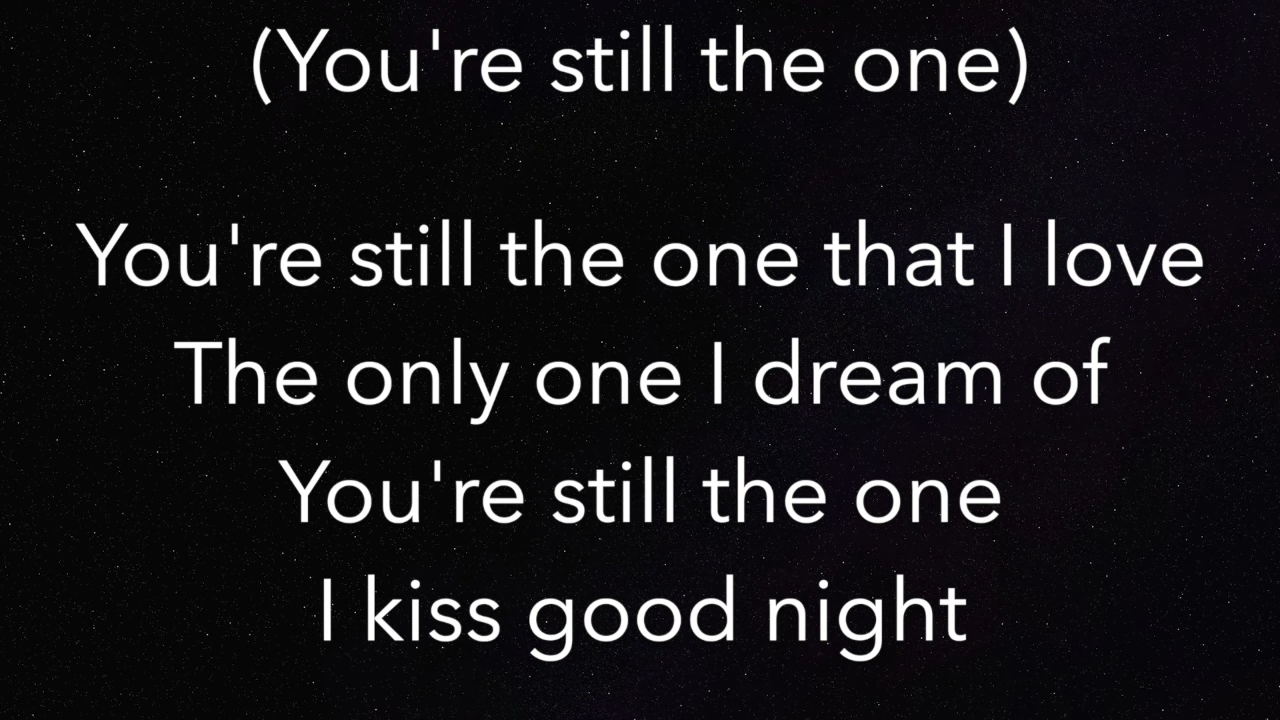 (You're still the one)
You're still the one that I love
The only one I dream of
You're still the one
I kiss good night